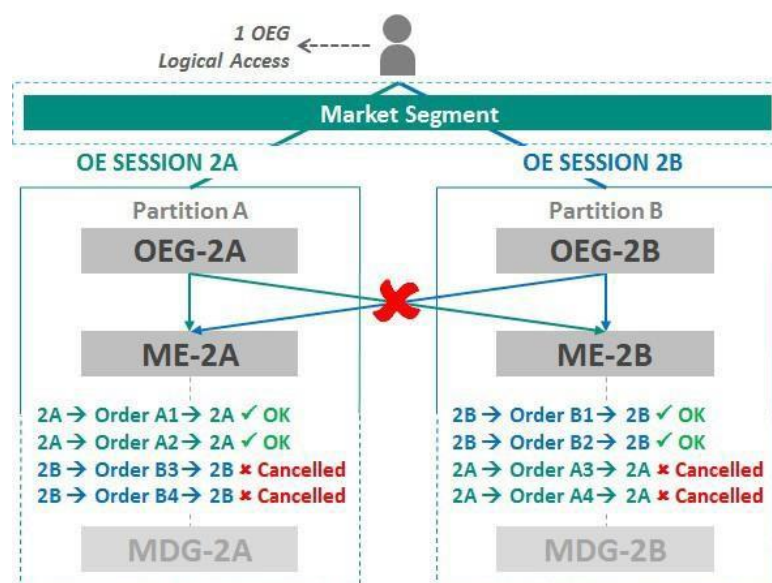 1 OEG
Logical Access
Market Segment
OE SESSION 2A
OE SESSION 2B
Partition A
OEG-2A
Partition B
OEG-2B
ME-2A
ME-2B
2A → Order A1 → 2A ✓ OK
2A → Order A2 → 2A ✓ OK
2B → Order B3 → 2B ✘ Cancelled
2B → Order B4 → 2B ✘ Cancelled
2B → Order B1 → 2B ✓ OK
2B → Order B2 → 2B ✓ OK
2A → Order A3 → 2A ✘ Cancelled
2A → Order A4 → 2A ✘ Cancelled
MDG-2A
MDG-2B